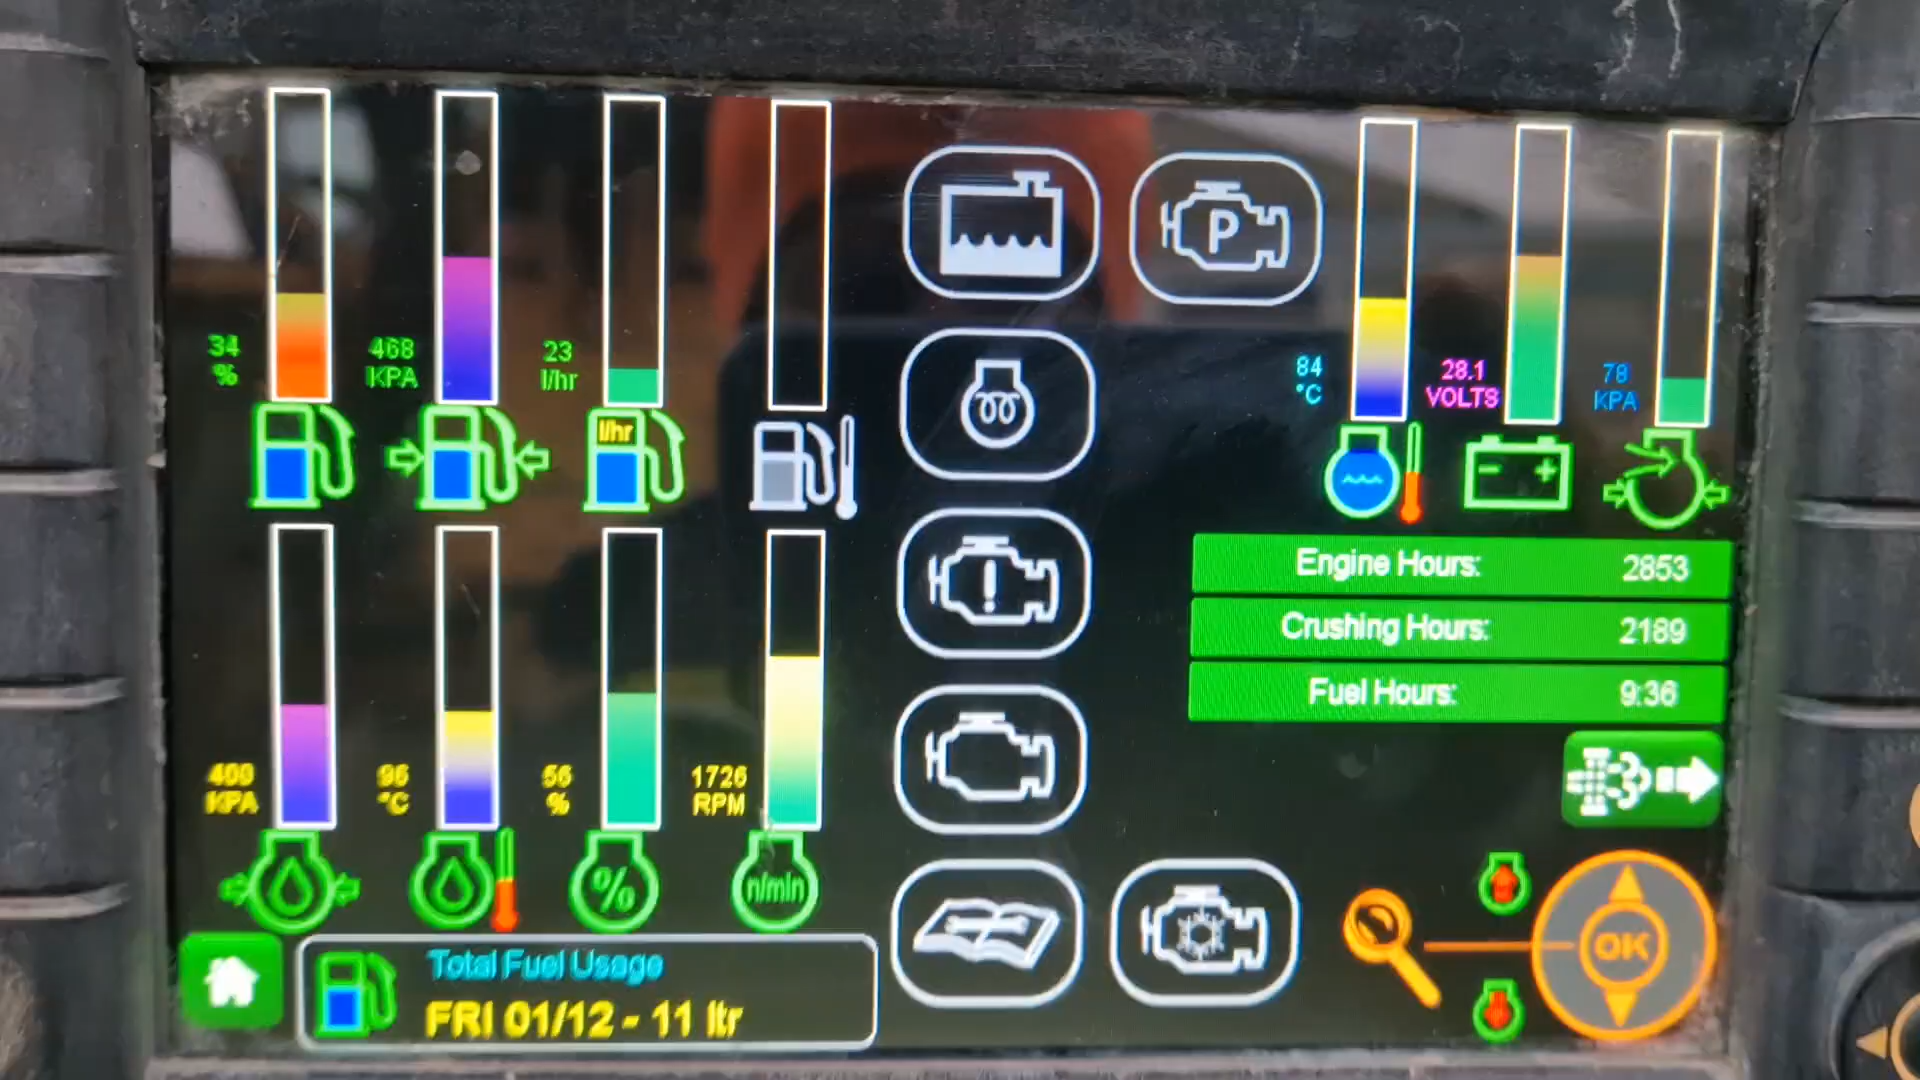 34
%
468
KPA
23
l/hr
l/hr
P
84
°C
28.1
VOLTS
78
KPA
- +
Engine Hours: 2853
Crushing Hours: 2189
Fuel Hours: 9:36
400
KPA
96
°C
56
%
1726
RPM
%
n/min
!
OK
Total Fuel Usage
FRI 01/12 - 11 ltr